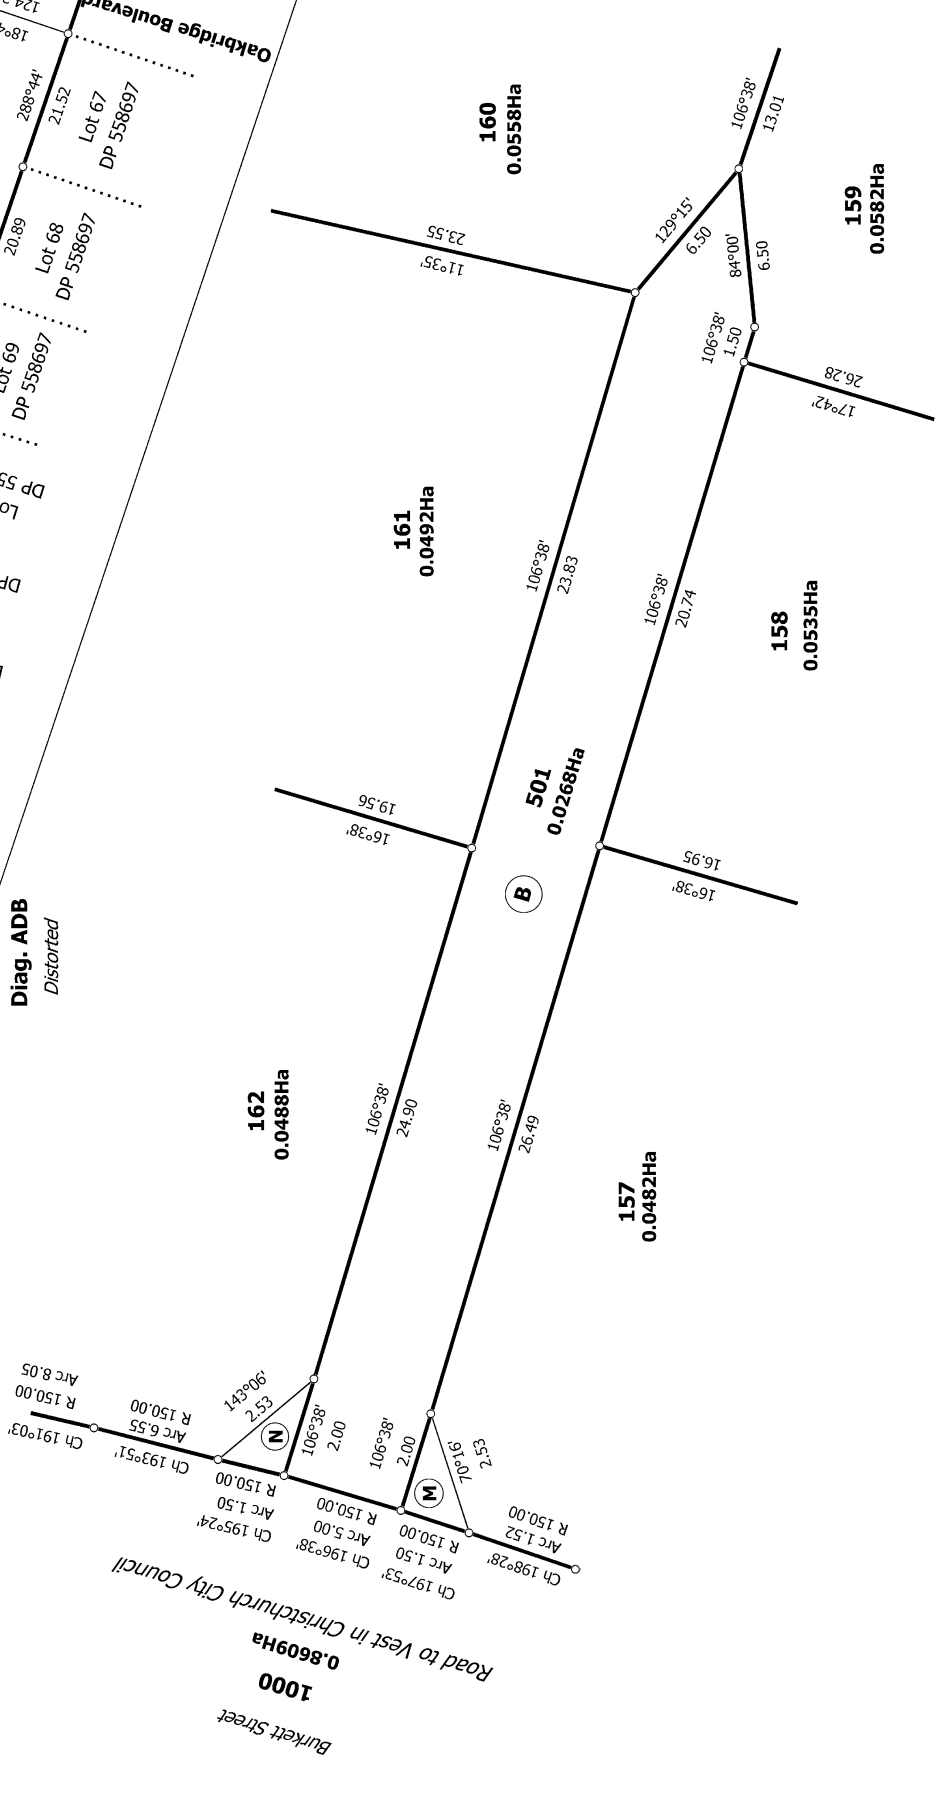 124
18°4
288°44'
21.52
Lot 67
DP 558697
Oakbridge Boulevard
20.89
Lot 68
DP 558697
Lot 69
DP 558697
DP 55
Lo
DP
Diag. ADB
Distorted
160
0.0558Ha
106°38'
13.01
159
0.0582Ha
23.55
11°35'
129°15'
6.50
84°00'
6.50
106°38'
1.50
26.28
17°42'
161
0.0492Ha
106°38'
23.83
106°38'
20.74
158
0.0535Ha
19.56
16°38'
501
0.0268Ha
B
16.95
16°38'
162
0.0488Ha
106°38'
24.90
106°38'
26.49
157
0.0482Ha
Ch 191°03'
R 150.00
Arc 8.05
Ch 193°51'
Arc 6.55
R 150.00
143°06'
2.53
N
106°38'
2.00
106°38'
2.00
M
70°16'
2.53
Ch 195°24'
Arc 1.50
R 150.00
Ch 196°38'
Arc 5.00
R 150.00
Ch 197°53'
Arc 1.50
R 150.00
Ch 198°28'
Arc 1.52
R 150.00
Road to Vest in Christchurch City Council
0.8609Ha
1000
Burkett Street